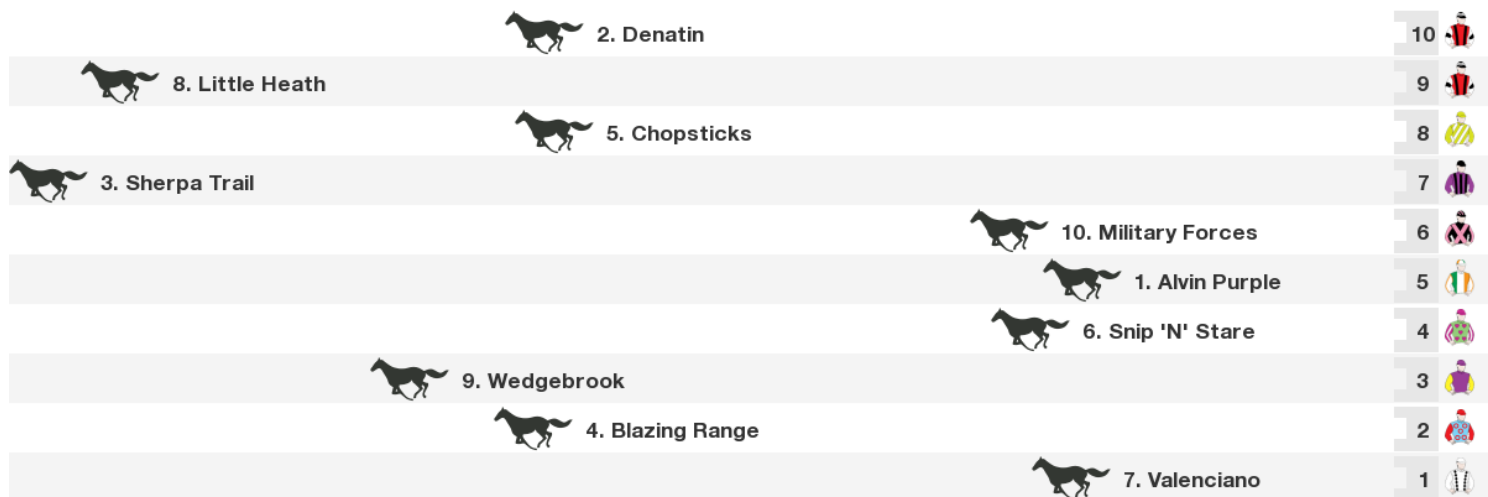 2. Denatin 10
8. Little Heath 9
5. Chopsticks 8
3. Sherpa Trail 7
10. Military Forces 6
1. Alvin Purple 5
6. Snip 'N' Stare 4
9. Wedgebrook 3
4. Blazing Range 2
7. Valenciano 1